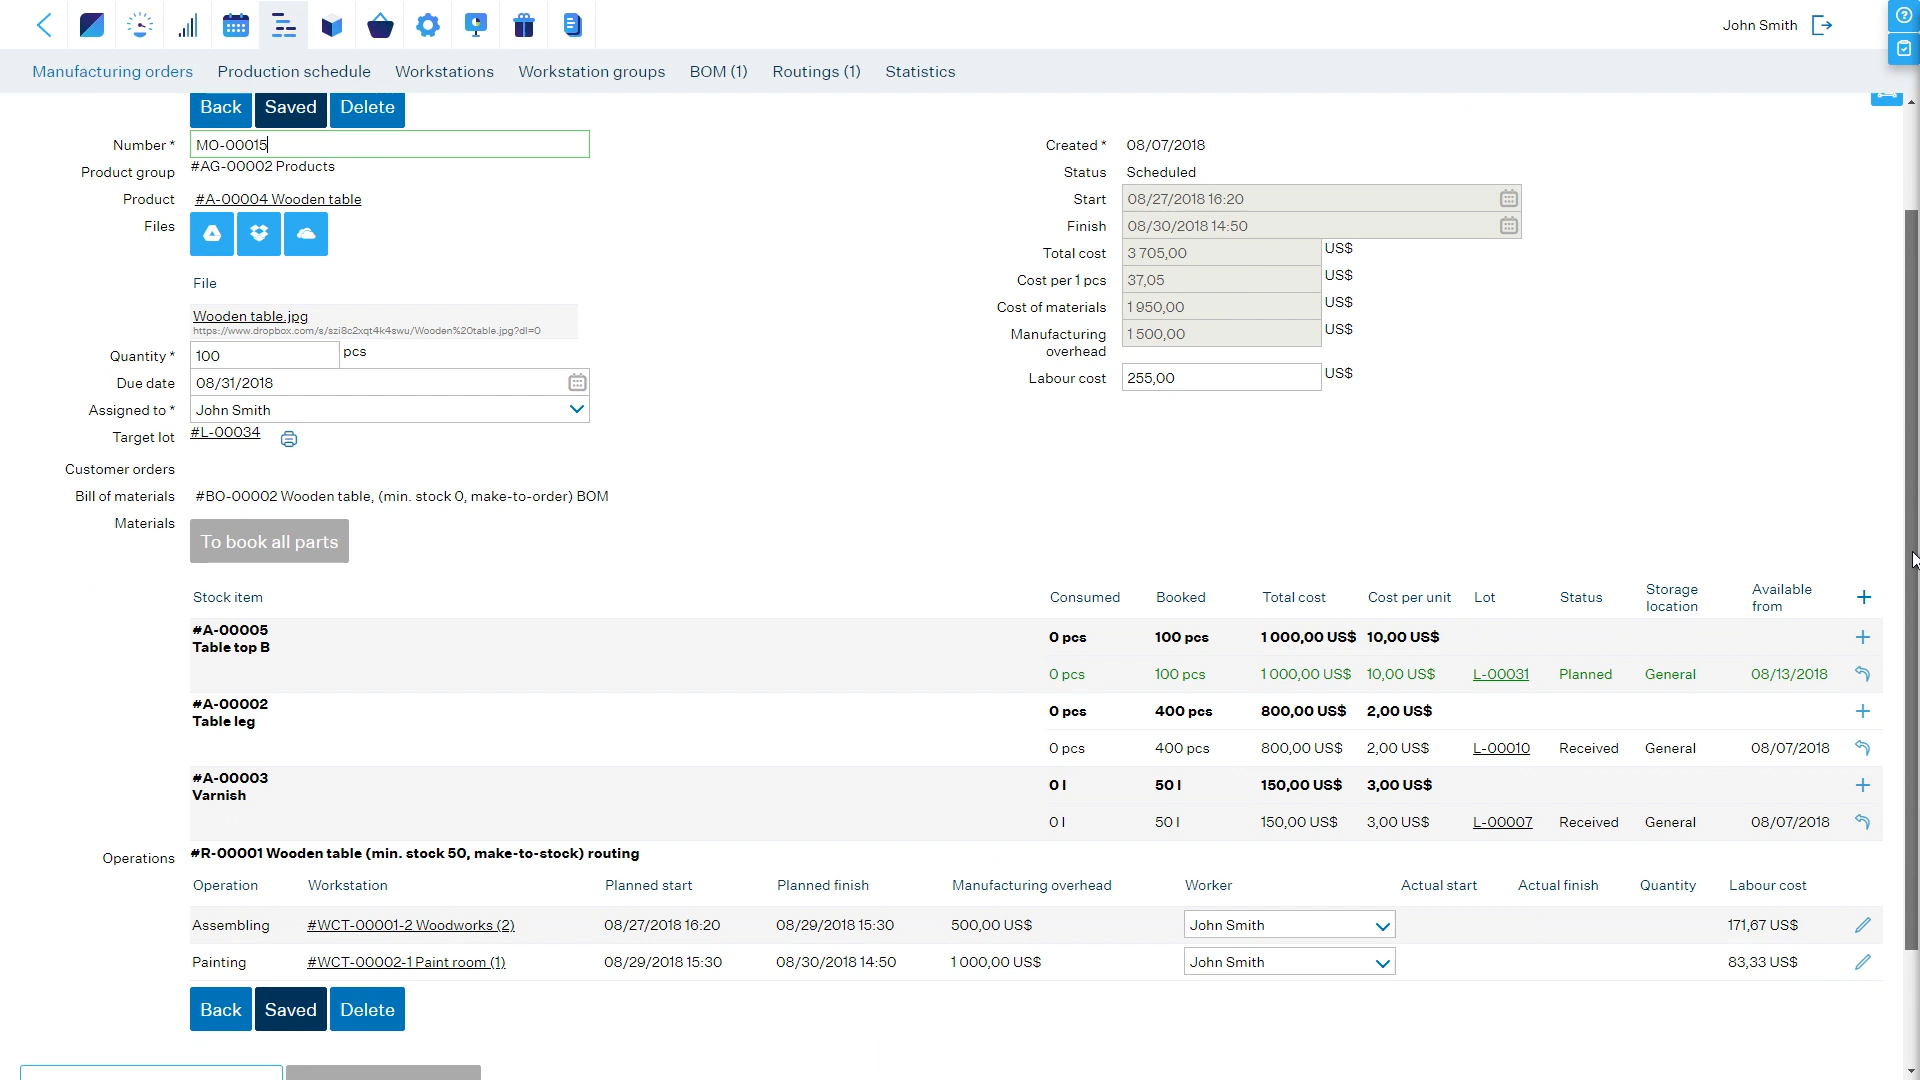 John Smith
Manufacturing orders Production schedule Workstations Workstation groups BOM (1) Routings (1) Statistics
Back Saved Delete
Number * MO-00015
Product group #AG-00002 Products
Product #A-00004 Wooden table
Files
File
Wooden table.jpg
https://www.dropbox.com/s/szi8c2xqt4k4swu/Wooden%20table.jpg?dl=0
Quantity * 100 pcs
Due date 08/31/2018
Assigned to * John Smith
Target lot #L-00034
Customer orders
Bill of materials #BO-00002 Wooden table, (min. stock 0, make-to-order) BOM
Materials To book all parts
Created * 08/07/2018
Status Scheduled
Start 08/27/2018 16:20
Finish 08/30/2018 14:50
Total cost 3 705,00 US$
Cost per 1 pcs 37,05 US$
Cost of materials 1 950,00 US$
Manufacturing overhead 1 500,00 US$
Labour cost 255,00 US$
Stock item Consumed Booked Total cost Cost per unit Lot Status Storage location Available from
#A-00005
Table top B 0 pcs 100 pcs 1 000,00 US$ 10,00 US$
0 pcs 100 pcs 1 000,00 US$ 10,00 US$ L-00031 Planned General 08/13/2018
#A-00002
Table leg 0 pcs 400 pcs 800,00 US$ 2,00 US$
0 pcs 400 pcs 800,00 US$ 2,00 US$ L-00010 Received General 08/07/2018
#A-00003
Varnish 0 l 50 l 150,00 US$ 3,00 US$
0 l 50 l 150,00 US$ 3,00 US$ L-00007 Received General 08/07/2018
Operations #R-00001 Wooden table (min. stock 50, make-to-stock) routing
Operation Workstation Planned start Planned finish Manufacturing overhead Worker Actual start Actual finish Quantity Labour cost
Assembling #WCT-00001-2 Woodworks (2) 08/27/2018 16:20 08/29/2018 15:30 500,00 US$ John Smith 171,67 US$
Painting #WCT-00002-1 Paint room (1) 08/29/2018 15:30 08/30/2018 14:50 1 000,00 US$ John Smith 83,33 US$
Back Saved Delete